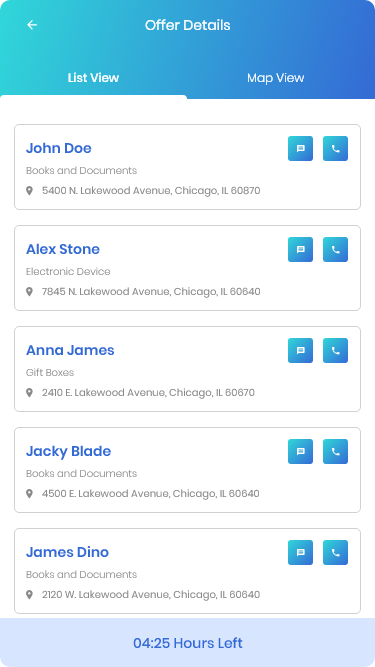 Offer Details
List View
Map View
John Doe
Books and Documents
5400 N. Lakewood Avenue, Chicago, IL 60870
Alex Stone
Electronic Device
7845 N. Lakewood Avenue, Chicago, IL 60640
Anna James
Gift Boxes
2410 E. Lakewood Avenue, Chicago, IL 60670
Jacky Blade
Books and Documents
4500 E. Lakewood Avenue, Chicago, IL 60640
James Dino
Books and Documents
2120 W. Lakewood Avenue, Chicago, IL 60640
04:25 Hours Left